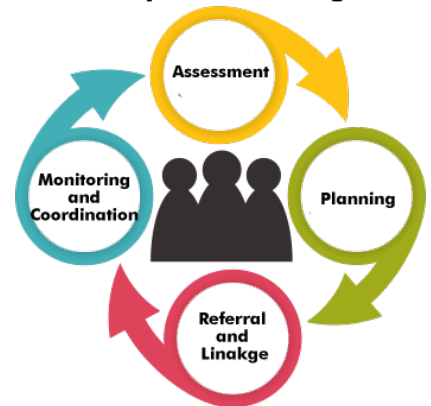 Assessment
Planning
Referral
and
Linakge
Monitoring
and
Coordination